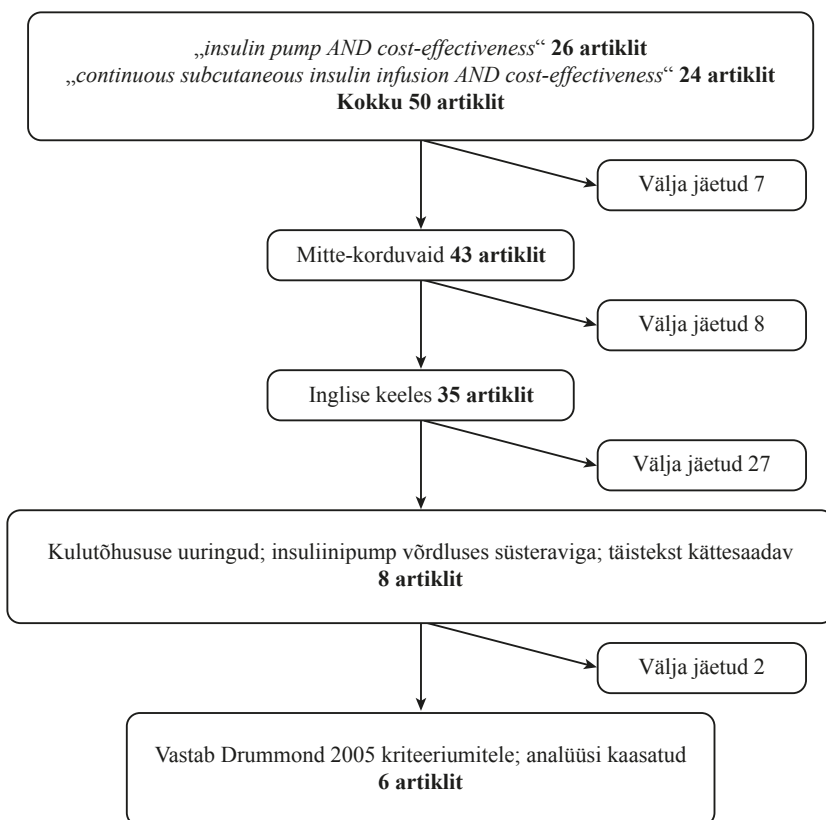 „insulin pump AND cost-effectiveness“ 26 artiklit
„continuous subcutaneous insulin infusion AND cost-effectiveness“ 24 artiklit
Kokku 50 artiklit
Välja jäetud 7
Mitte-korduvaid 43 artiklit
Välja jäetud 8
Inglise keeles 35 artiklit
Välja jäetud 27
Kulutõhususe uuringud; insuliinipump võrdluses süsteraviga; täistekst kättesaadav
8 artiklit
Välja jäetud 2
Vastab Drummond 2005 kriteeriumitele; analüüsi kaasatud
6 artiklit